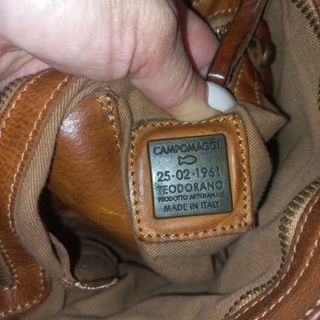 CAMPOMAGGI
25·02·1961
TEODORANO
PRODOTTO ARTIGIANALE
MADE IN ITALY